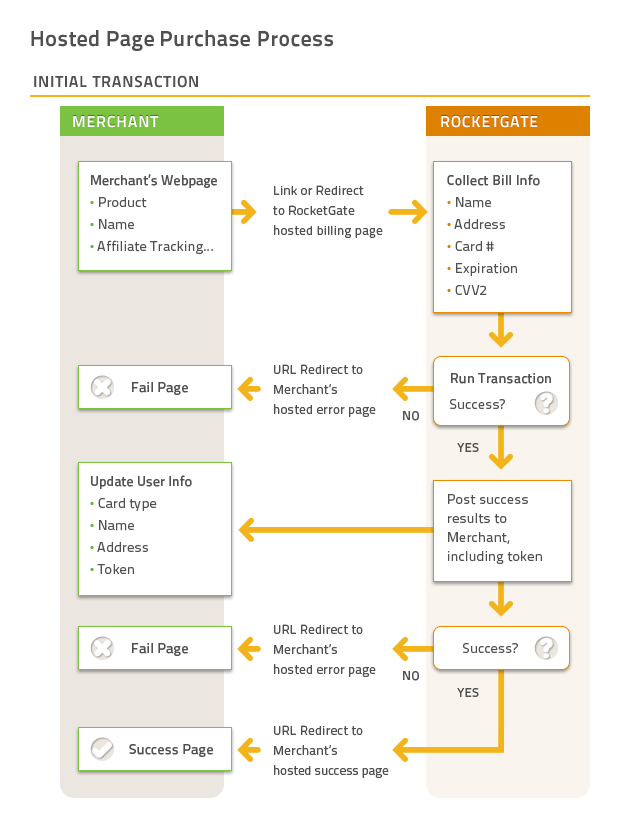 Hosted Page Purchase Process
INITIAL TRANSACTION
MERCHANT
ROCKETGATE
Merchant's Webpage
• Product
• Name
• Affiliate Tracking...
Link or Redirect
to RocketGate
hosted billing page
Collect Bill Info
• Name
• Address
• Card #
• Expiration
• CVV2
Fail Page
URL Redirect to
Merchant's
hosted error page
NO
Run Transaction
Success?
?
YES
Update User Info
• Card type
• Name
• Address
• Token
Post success
results to
Merchant,
including token
Fail Page
URL Redirect to
Merchant's
hosted error page
NO
Success?
?
YES
Success Page
URL Redirect to
Merchant's
hosted success page